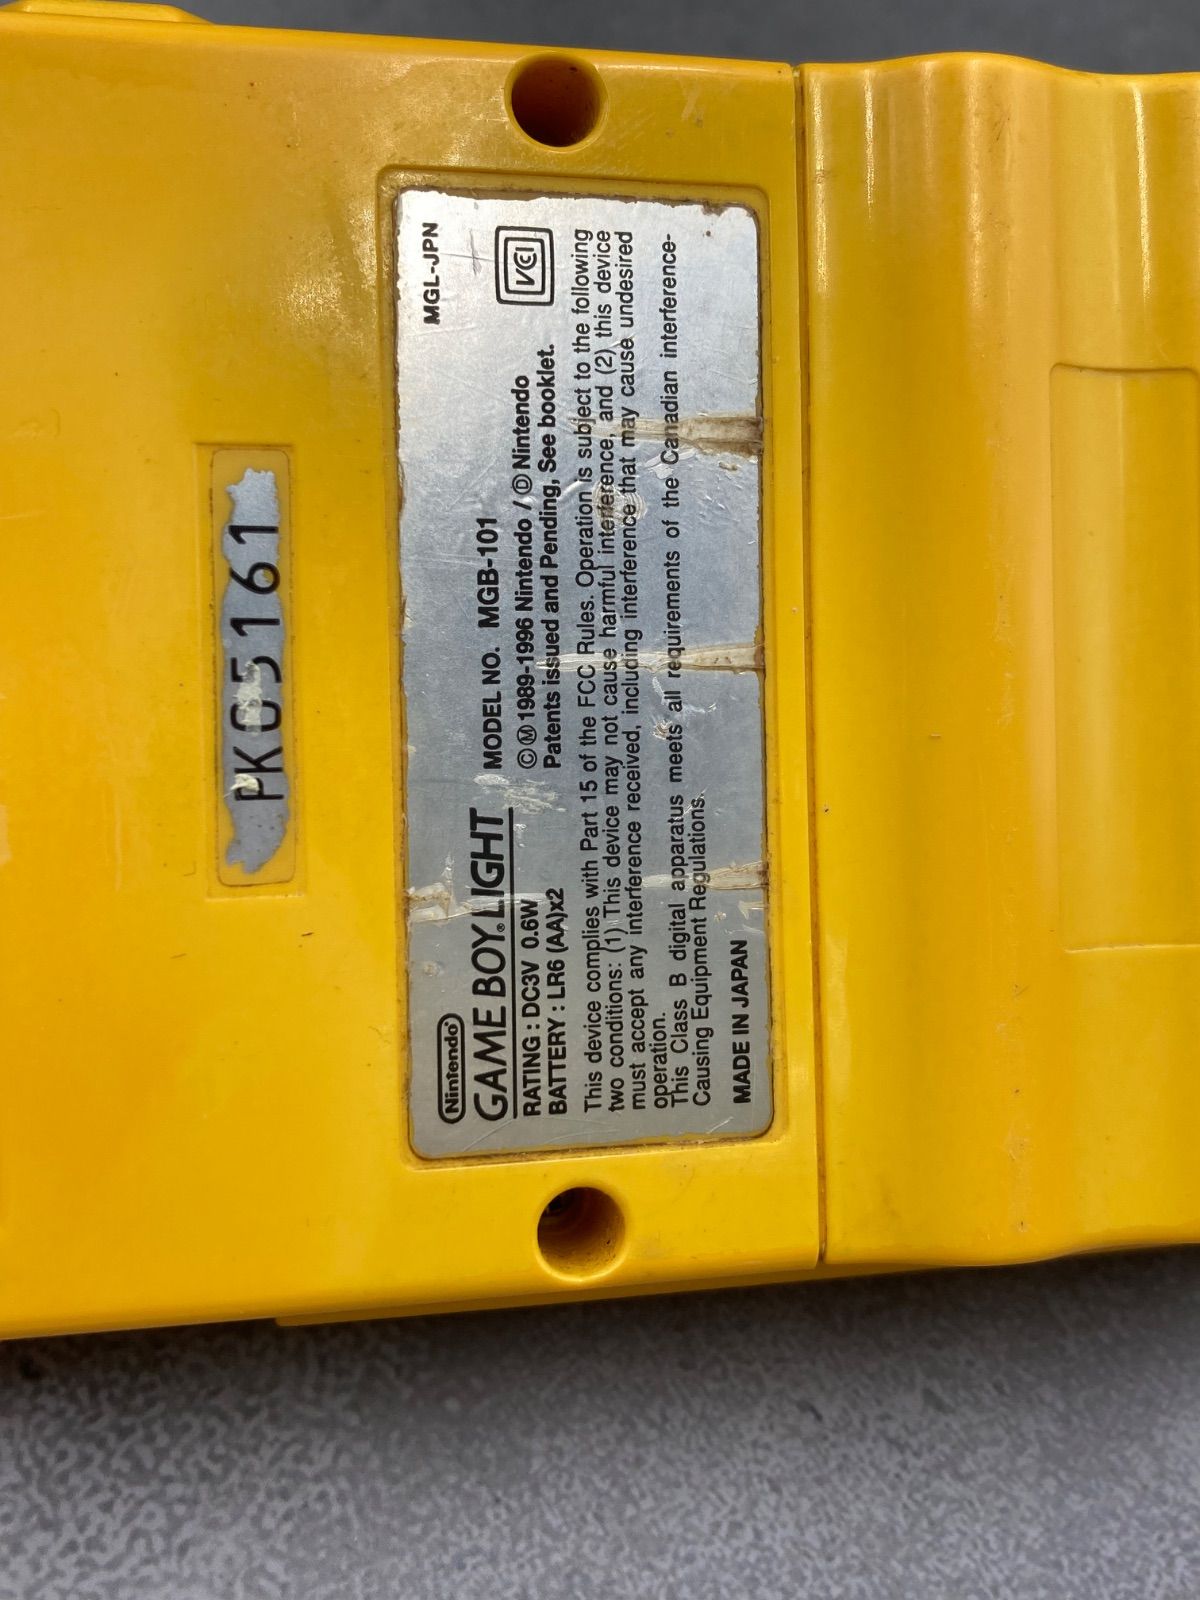 PK051161
MGL-JPN
Nintendo®
GAME BOY® LIGHT
MODEL NO. MGB-101
RATING : DC3V 0.6W
©Ⓜ1989-1996 Nintendo / ⒹNintendo
BATTERY : LR6 (AA)x2
Patents issued and Pending, See booklet.
VCI
This device complies with Part 15 of the FCC Rules. Operation is subject to the following
two conditions: (1) This device may not cause harmful interference, and (2) this device
must accept any interference received, including interference that may cause undesired
operation.
This Class B digital apparatus meets all requirements of the Canadian interference-
Causing Equipment Regulations.
MADE IN JAPAN